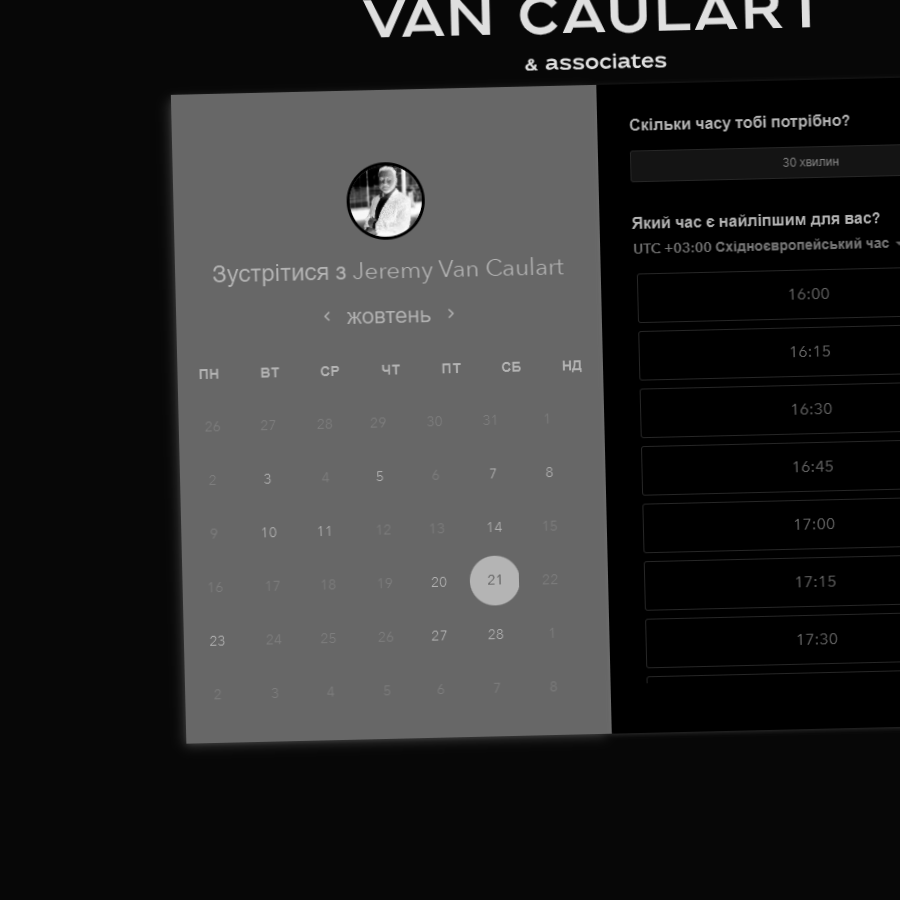 VAN CAULART
& associates
Зустрітися з Jeremy Van Caulart
жовтень
ПН ВТ СР ЧТ ПТ СБ НД
26 27 28 29 30 31 1
2 3 4 5 6 7 8
9 10 11 12 13 14 15
16 17 18 19 20 21 22
23 24 25 26 27 28 1
2 3 4 5 6 7 8
Скільки часу тобі потрібно?
30 хвилин
Який час є найліпшим для вас?
UTC +03:00 Східноєвропейський час
16:00
16:15
16:30
16:45
17:00
17:15
17:30